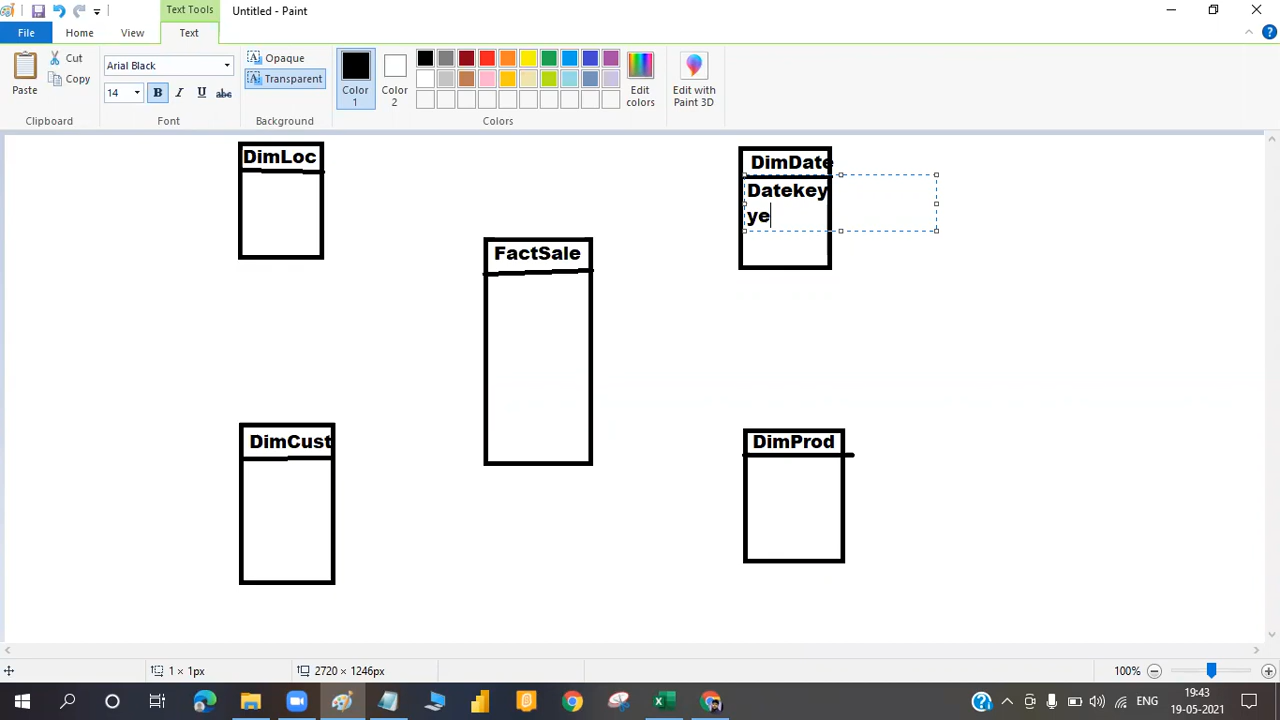 Text Tools
Untitled - Paint
File
Home
View
Text
Paste
Cut
Copy
Clipboard
Arial Black
14
B
I
U
abc
Font
Opaque
Transparent
Background
Color
1
Color
2
Edit
colors
Colors
Edit with
Paint 3D
DimLoc
DimDate
Datekey
ye
FactSale
DimCust
DimProd
1 × 1px
2720 × 1246px
100%
ENG
19:43
19-05-2021